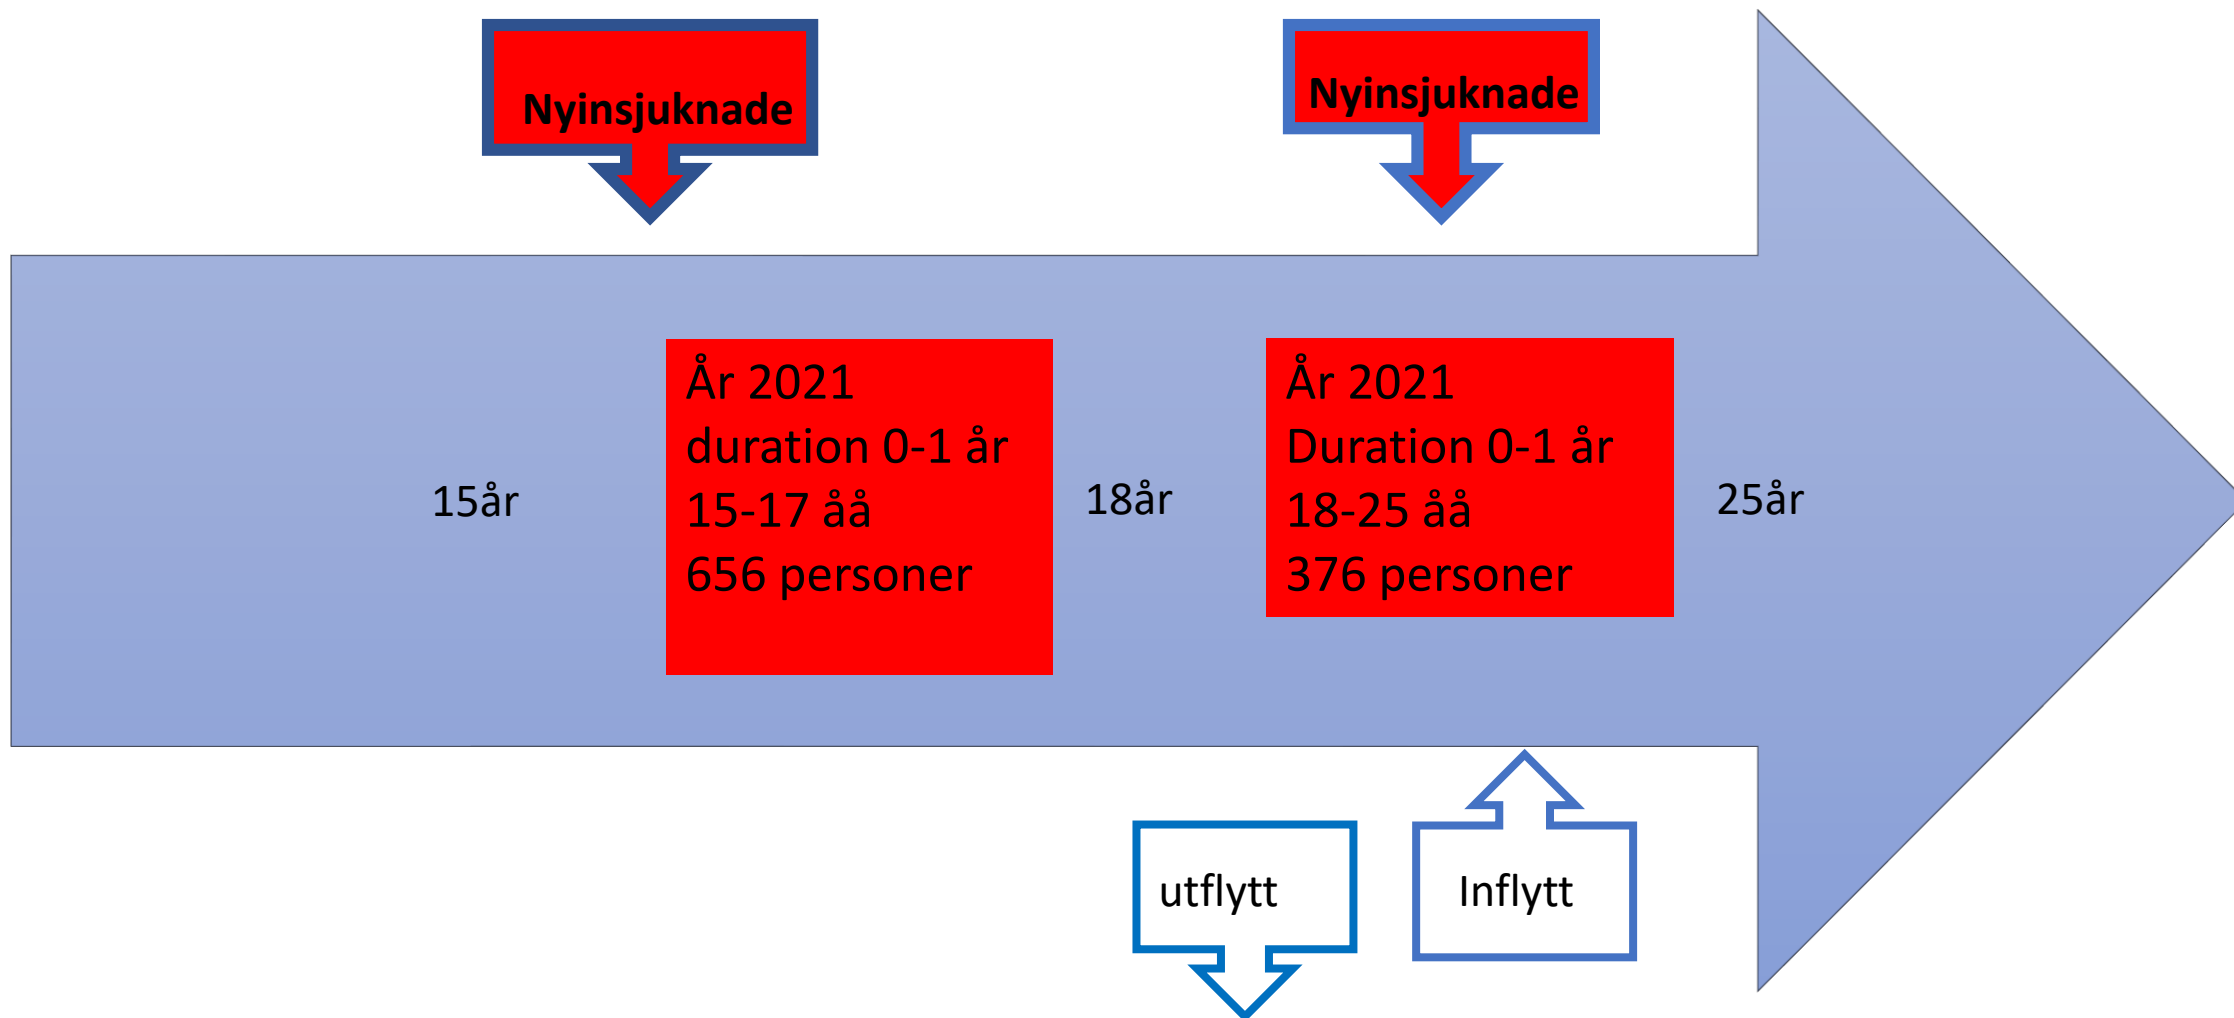 Nyinsjuknade
Nyinsjuknade
15år
År 2021
duration 0-1 år
15-17 åå
656 personer
18år
År 2021
Duration 0-1 år
18-25 åå
376 personer
25år
utflytt
Inflytt